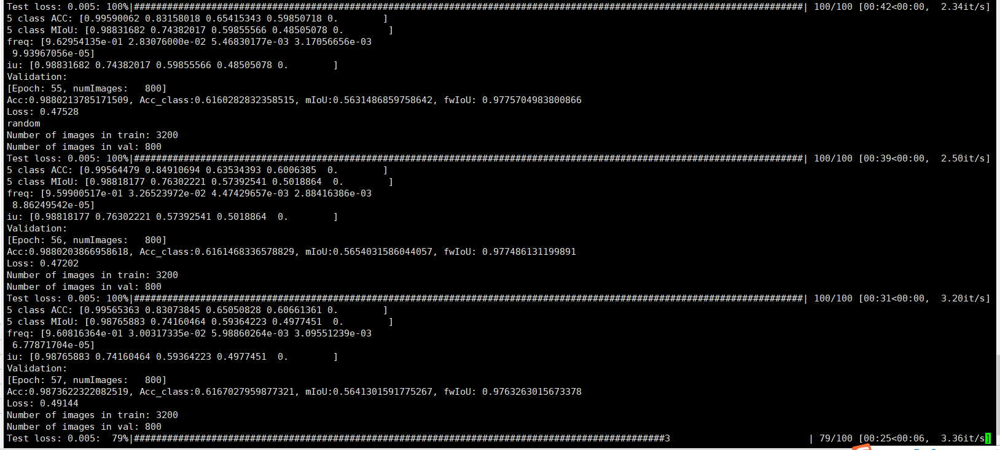 Test loss: 0.005: 100%|#########################################################################################################################| 100/100 [00:42<00:00,  2.34it/s]
5 class ACC: [0.99590062 0.83158018 0.65415343 0.59850718 0.        ]
5 class MIoU: [0.98831682 0.74382017 0.59855566 0.48505078 0.        ]
freq: [9.62954135e-01 2.83076000e-02 5.46830177e-03 3.17056656e-03
 9.93967056e-05]
iu: [0.98831682 0.74382017 0.59855566 0.48505078 0.        ]
Validation:
[Epoch: 55, numImages:   800]
Acc:0.9880213785171509, Acc_class:0.6160282832358515, mIoU:0.5631486859758642, fwIoU: 0.9775704983800866
Loss: 0.47528
random
Number of images in train: 3200
Number of images in val: 800
Test loss: 0.005: 100%|#########################################################################################################################| 100/100 [00:39<00:00,  2.50it/s]
5 class ACC: [0.99564479 0.84910694 0.63534393 0.6006385  0.        ]
5 class MIoU: [0.98818177 0.76302221 0.57392541 0.5018864  0.        ]
freq: [9.59900517e-01 3.26523972e-02 4.47429657e-03 2.88416386e-03
 8.86249542e-05]
iu: [0.98818177 0.76302221 0.57392541 0.5018864  0.        ]
Validation:
[Epoch: 56, numImages:   800]
Acc:0.9880203866958618, Acc_class:0.6161468336578829, mIoU:0.5654031586044057, fwIoU: 0.977486131199891
Loss: 0.47202
Number of images in train: 3200
Number of images in val: 800
Test loss: 0.005: 100%|#########################################################################################################################| 100/100 [00:31<00:00,  3.20it/s]
5 class ACC: [0.99565363 0.83073845 0.65050828 0.60661361 0.        ]
5 class MIoU: [0.98765883 0.74160464 0.59364223 0.4977451  0.        ]
freq: [9.60816364e-01 3.00317335e-02 5.98860264e-03 3.09551239e-03
 6.77871704e-05]
iu: [0.98765883 0.74160464 0.59364223 0.4977451  0.        ]
Validation:
[Epoch: 57, numImages:   800]
Acc:0.9873622322082519, Acc_class:0.6167027959877321, mIoU:0.5641301591775267, fwIoU: 0.9763263015673378
Loss: 0.49144
Number of images in train: 3200
Number of images in val: 800
Test loss: 0.005:  79%|################################################################################################3                         | 79/100 [00:25<00:06,  3.36it/s]